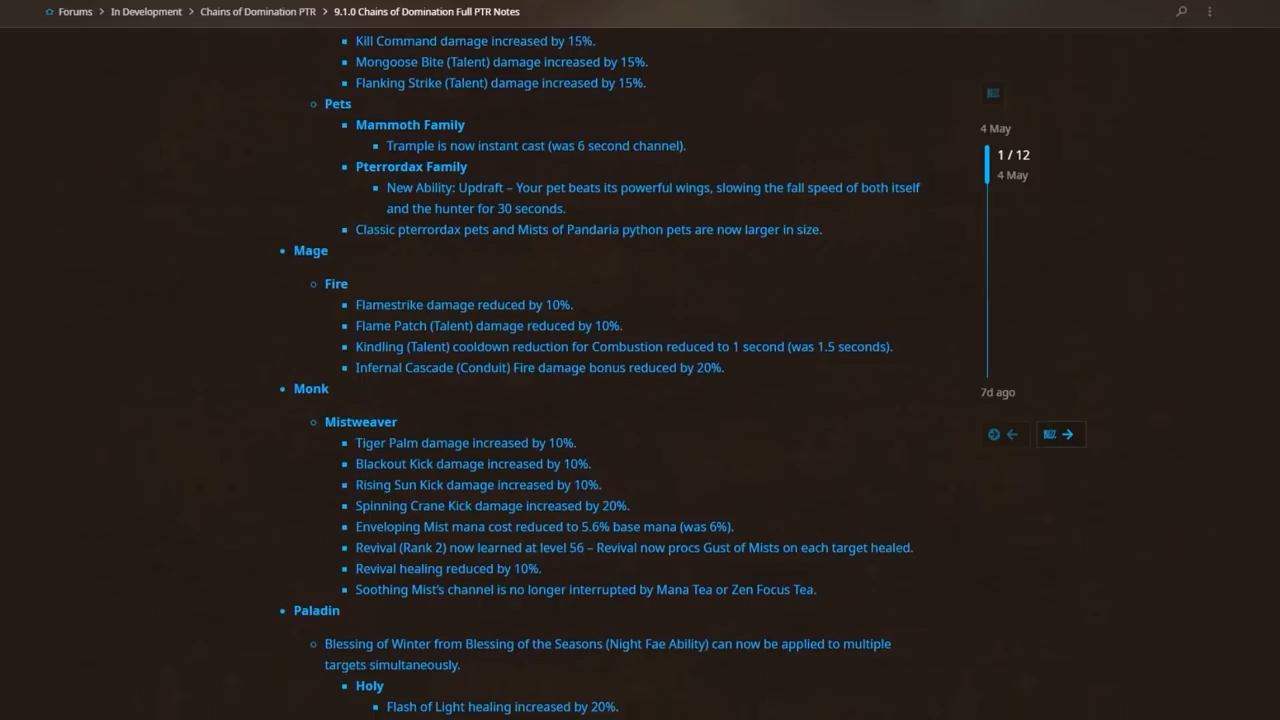 Forums > In Development > Chains of Domination PTR > 9.1.0 Chains of Domination Full PTR Notes
Kill Command damage increased by 15%.
Mongoose Bite (Talent) damage increased by 15%.
Flanking Strike (Talent) damage increased by 15%.
Pets
Mammoth Family
Trample is now instant cast (was 6 second channel).
Pterrordax Family
New Ability: Updraft – Your pet beats its powerful wings, slowing the fall speed of both itself
and the hunter for 30 seconds.
Classic pterrordax pets and Mists of Pandaria python pets are now larger in size.
Mage
Fire
Flamestrike damage reduced by 10%.
Flame Patch (Talent) damage reduced by 10%.
Kindling (Talent) cooldown reduction for Combustion reduced to 1 second (was 1.5 seconds).
Infernal Cascade (Conduit) Fire damage bonus reduced by 20%.
Monk
Mistweaver
Tiger Palm damage increased by 10%.
Blackout Kick damage increased by 10%.
Rising Sun Kick damage increased by 10%.
Spinning Crane Kick damage increased by 20%.
Enveloping Mist mana cost reduced to 5.6% base mana (was 6%).
Revival (Rank 2) now learned at level 56 – Revival now procs Gust of Mists on each target healed.
Revival healing reduced by 10%.
Soothing Mist's channel is no longer interrupted by Mana Tea or Zen Focus Tea.
Paladin
Blessing of Winter from Blessing of the Seasons (Night Fae Ability) can now be applied to multiple
targets simultaneously.
Holy
Flash of Light healing increased by 20%.
4 May
1 / 12
4 May
7d ago